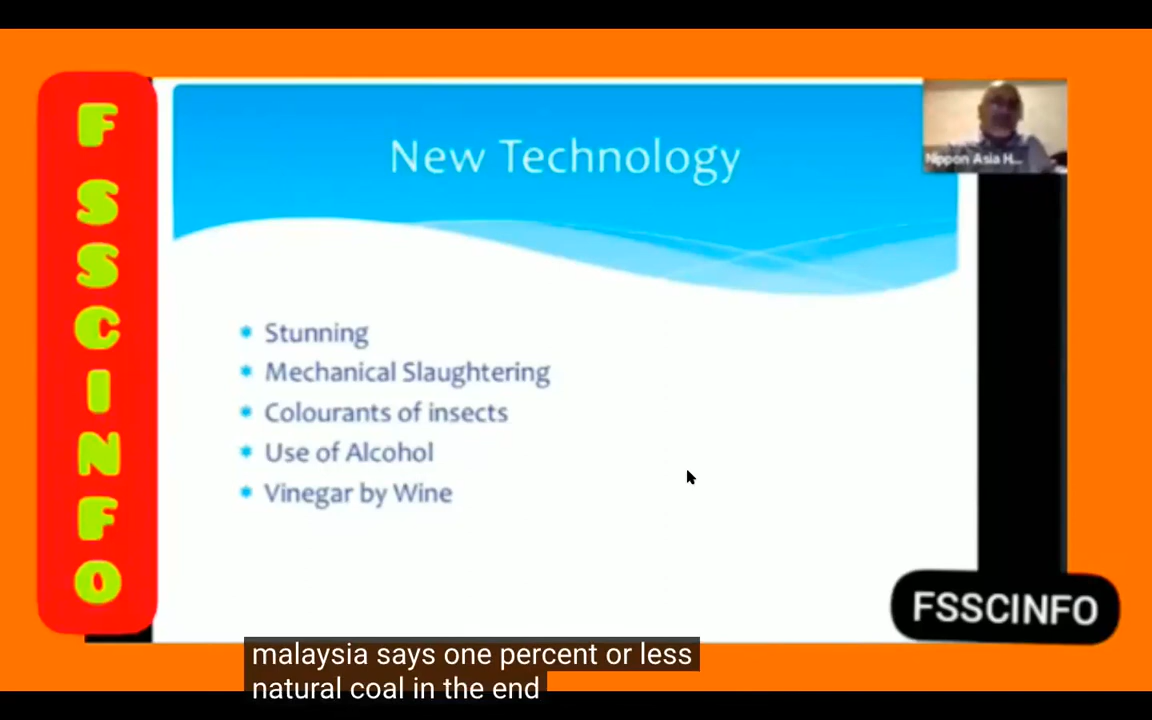 FSSCINFO
New Technology
Nippon Asia H...
Stunning
Mechanical Slaughtering
Colourants of insects
Use of Alcohol
Vinegar by Wine
FSSCINFO
malaysia says one percent or less
natural coal in the end